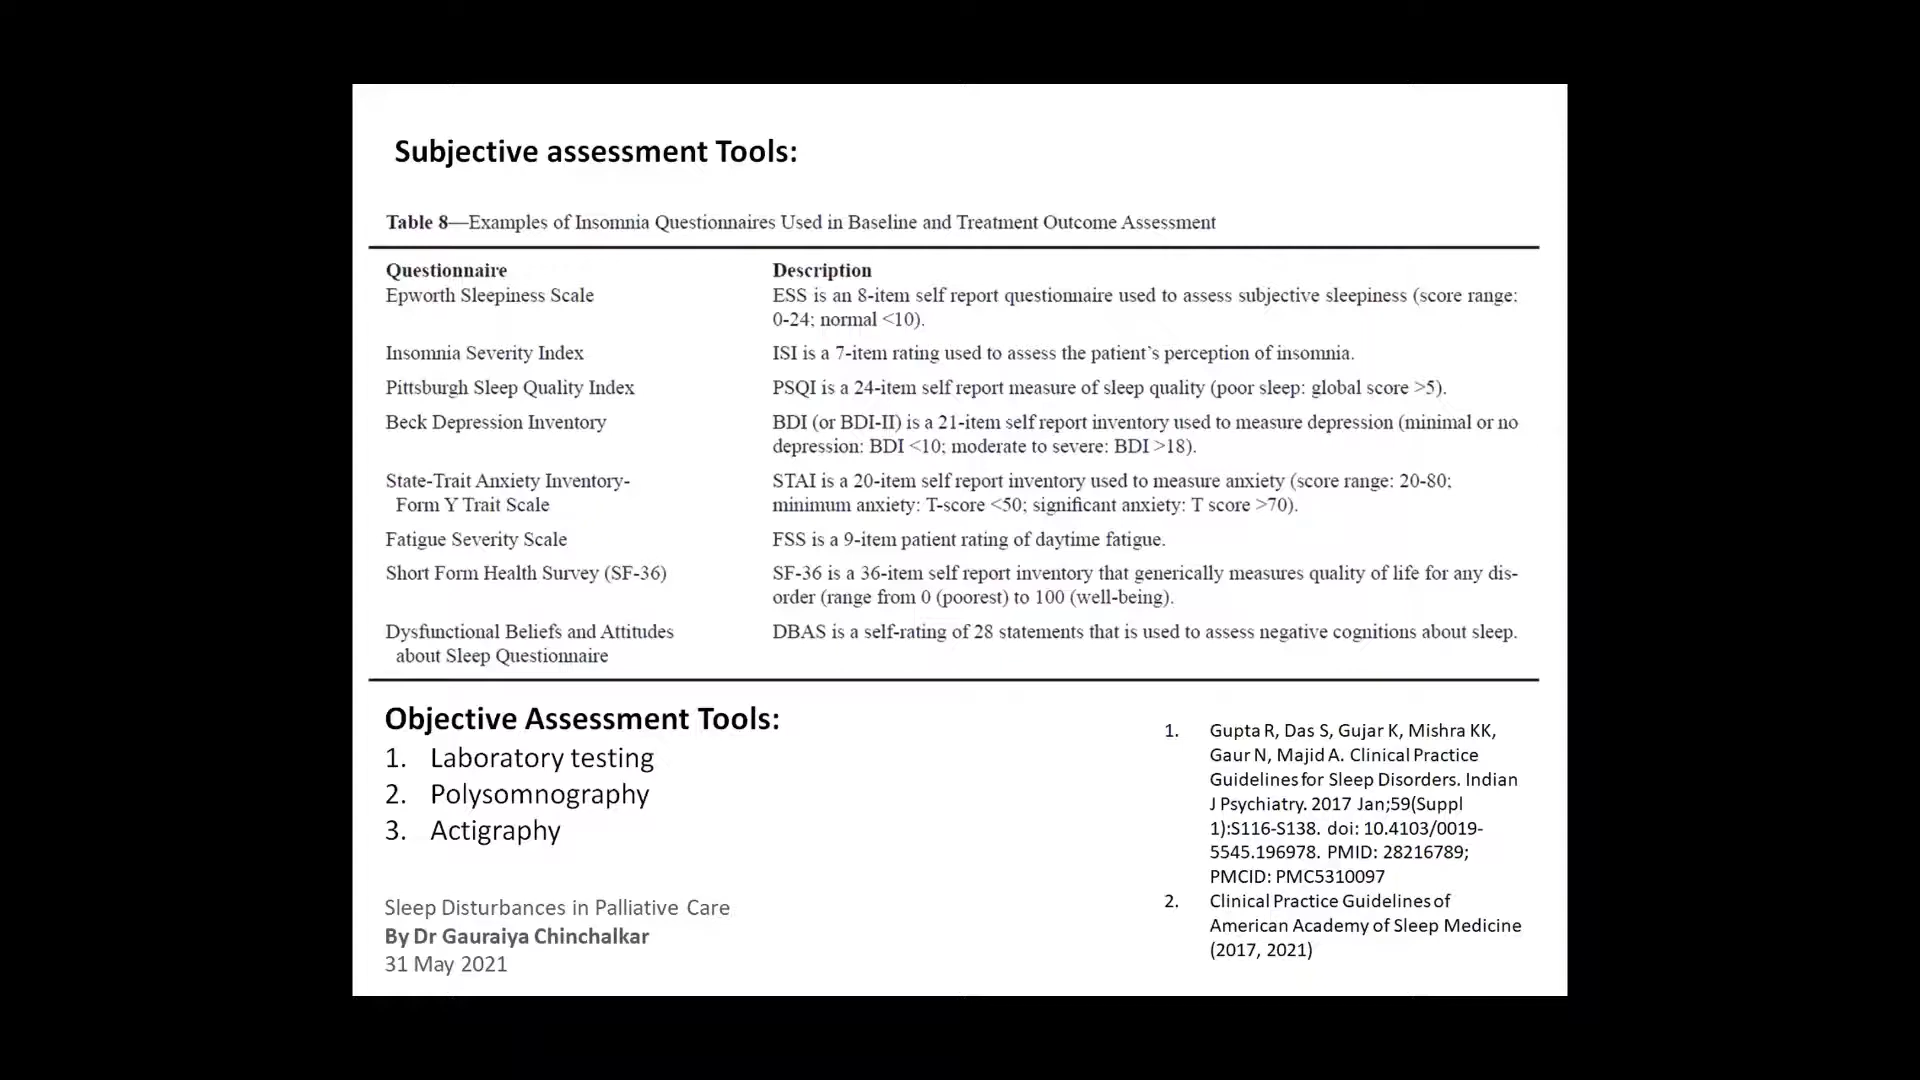 Subjective assessment Tools:
Table 8—Examples of Insomnia Questionnaires Used in Baseline and Treatment Outcome Assessment
Questionnaire Description
Epworth Sleepiness Scale ESS is an 8-item self report questionnaire used to assess subjective sleepiness (score range:
0-24; normal <10).
Insomnia Severity Index ISI is a 7-item rating used to assess the patient's perception of insomnia.
Pittsburgh Sleep Quality Index PSQI is a 24-item self report measure of sleep quality (poor sleep: global score >5).
Beck Depression Inventory BDI (or BDI-II) is a 21-item self report inventory used to measure depression (minimal or no
depression: BDI <10; moderate to severe: BDI >18).
State-Trait Anxiety Inventory- STAI is a 20-item self report inventory used to measure anxiety (score range: 20-80;
Form Y Trait Scale minimum anxiety: T-score <50; significant anxiety: T score >70).
Fatigue Severity Scale FSS is a 9-item patient rating of daytime fatigue.
Short Form Health Survey (SF-36) SF-36 is a 36-item self report inventory that generically measures quality of life for any dis-
order (range from 0 (poorest) to 100 (well-being).
Dysfunctional Beliefs and Attitudes DBAS is a self-rating of 28 statements that is used to assess negative cognitions about sleep.
about Sleep Questionnaire
Objective Assessment Tools:
1. Laboratory testing
2. Polysomnography
3. Actigraphy
Sleep Disturbances in Palliative Care
By Dr Gauraiya Chinchalkar
31 May 2021
1. Gupta R, Das S, Gujar K, Mishra KK,
Gaur N, Majid A. Clinical Practice
Guidelines for Sleep Disorders. Indian
J Psychiatry. 2017 Jan;59(Suppl
1):S116-S138. doi: 10.4103/0019-
5545.196978. PMID: 28216789;
PMCID: PMC5310097
2. Clinical Practice Guidelines of
American Academy of Sleep Medicine
(2017, 2021)